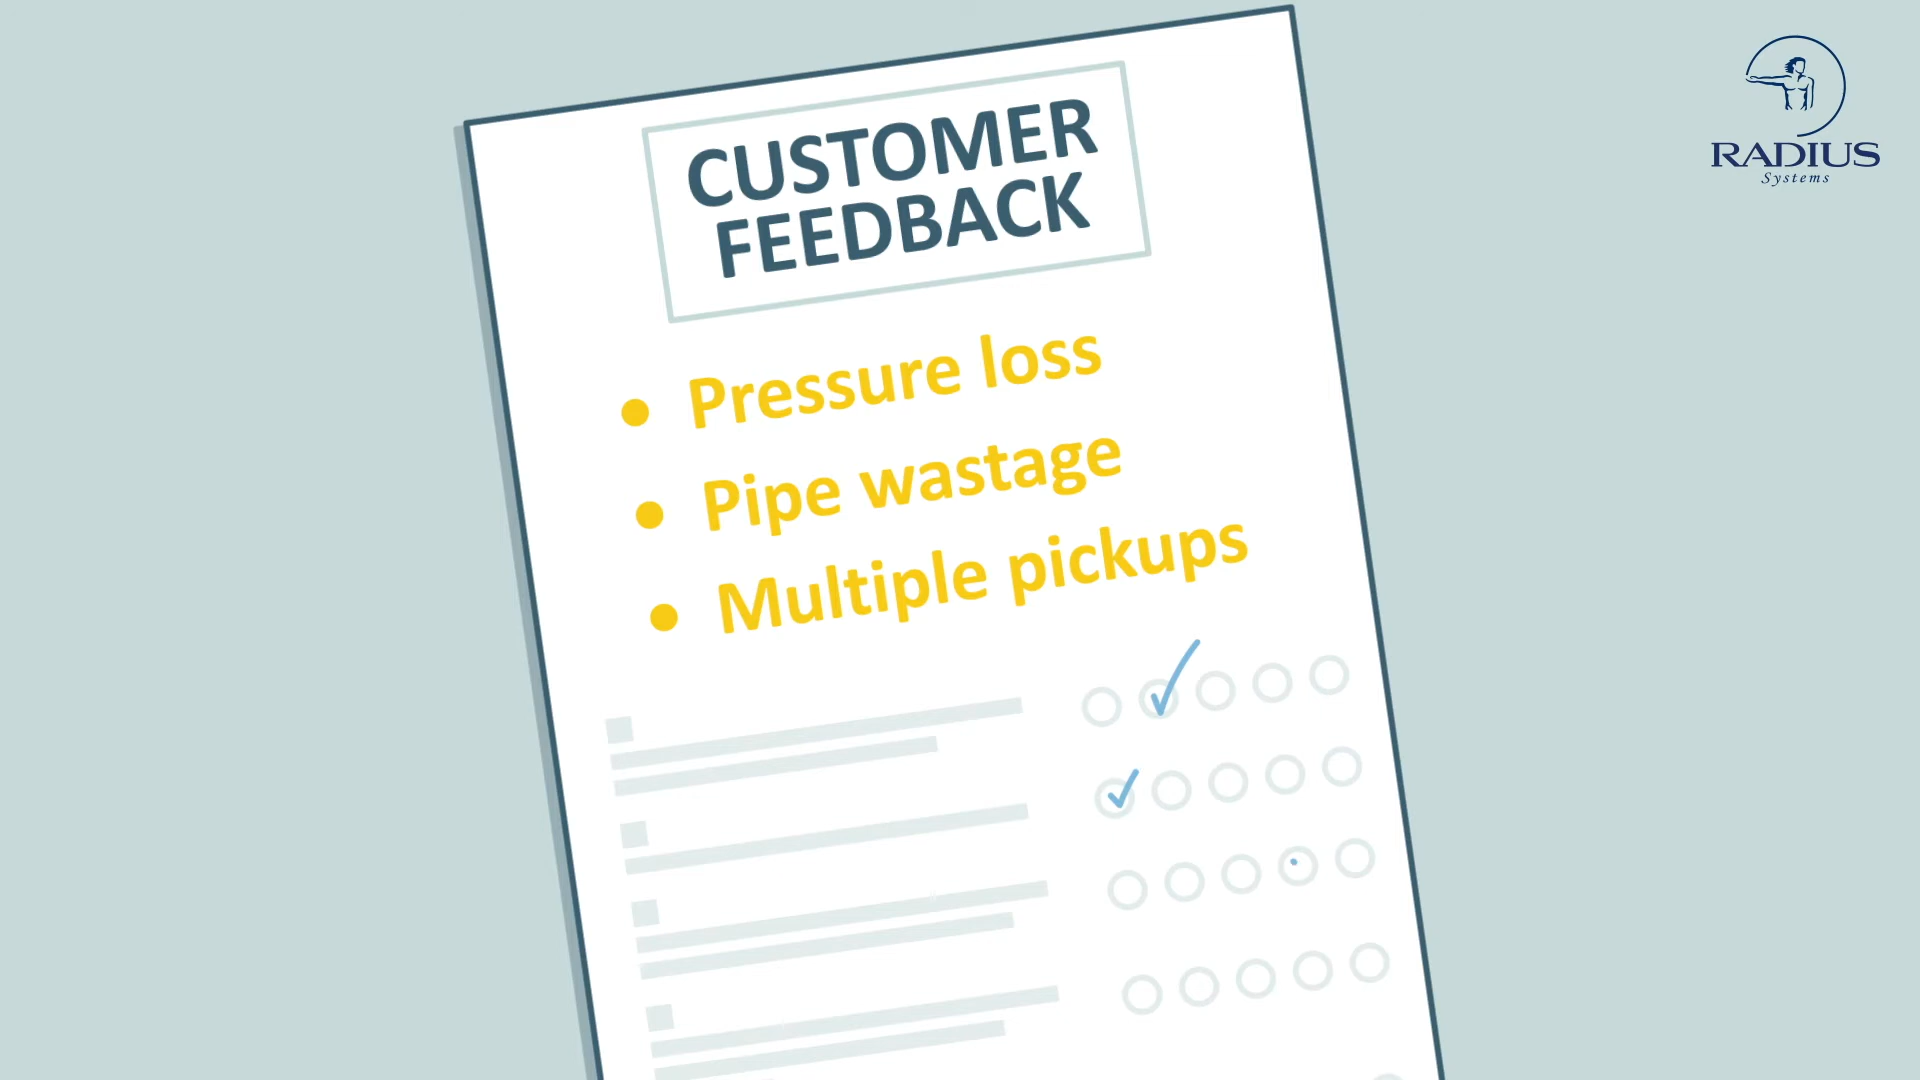 CUSTOMER
FEEDBACK
• Pressure loss
• Pipe wastage
• Multiple pickups
RADIUS
Systems